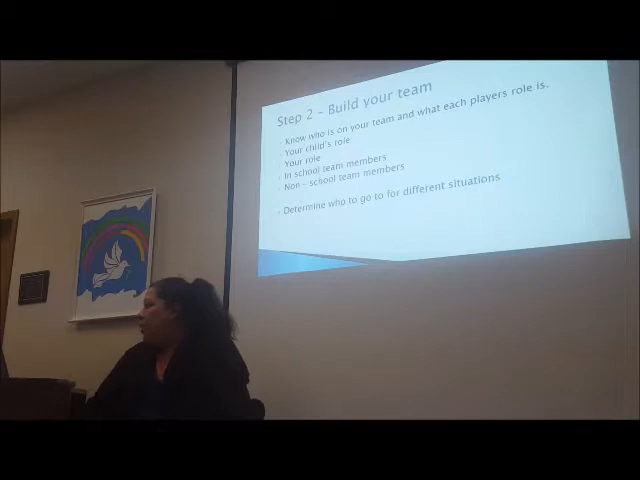 Step 2 - Build your team
Know who is on your team and what each players role is.
Your child's role
Your role
In school team members
Non - school team members
Determine who to go to for different situations